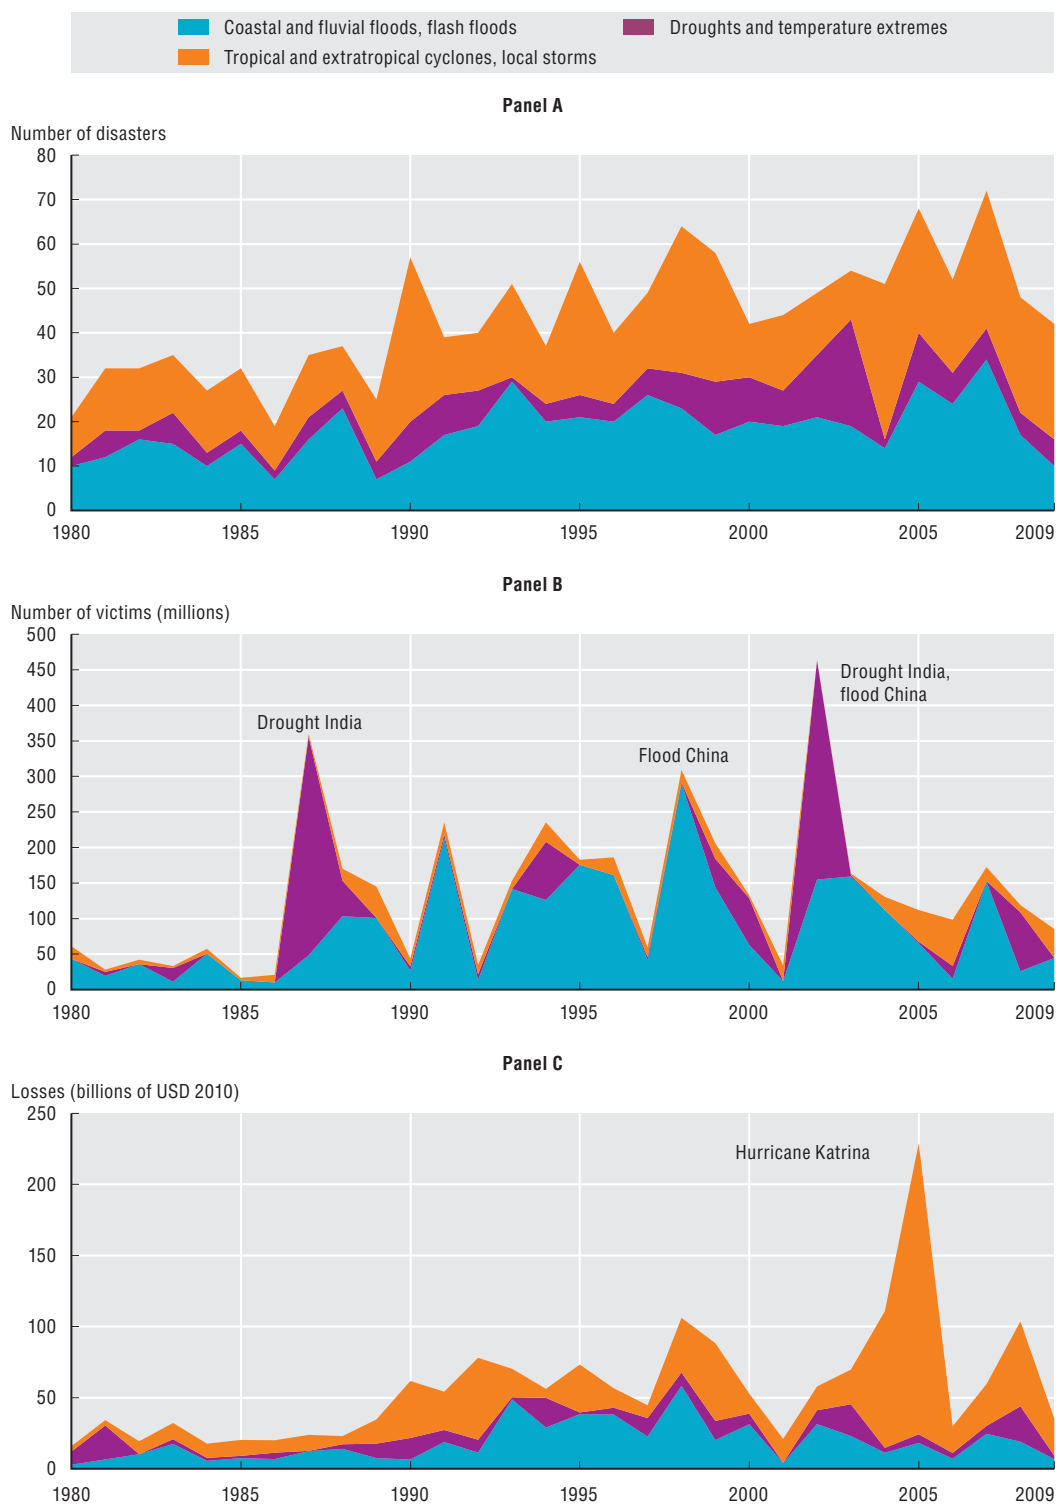 Coastal and fluvial floods, flash floods
Droughts and temperature extremes
Tropical and extratropical cyclones, local storms
Panel A
Number of disasters
80
70
60
50
40
30
20
10
0
1980 1985 1990 1995 2000 2005 2009
Panel B
Number of victims (millions)
500
450
400
350
300
250
200
150
100
50
0
Drought India
Flood China
Drought India,
flood China
1980 1985 1990 1995 2000 2005 2009
Panel C
Losses (billions of USD 2010)
250
200
150
100
50
0
Hurricane Katrina
1980 1985 1990 1995 2000 2005 2009